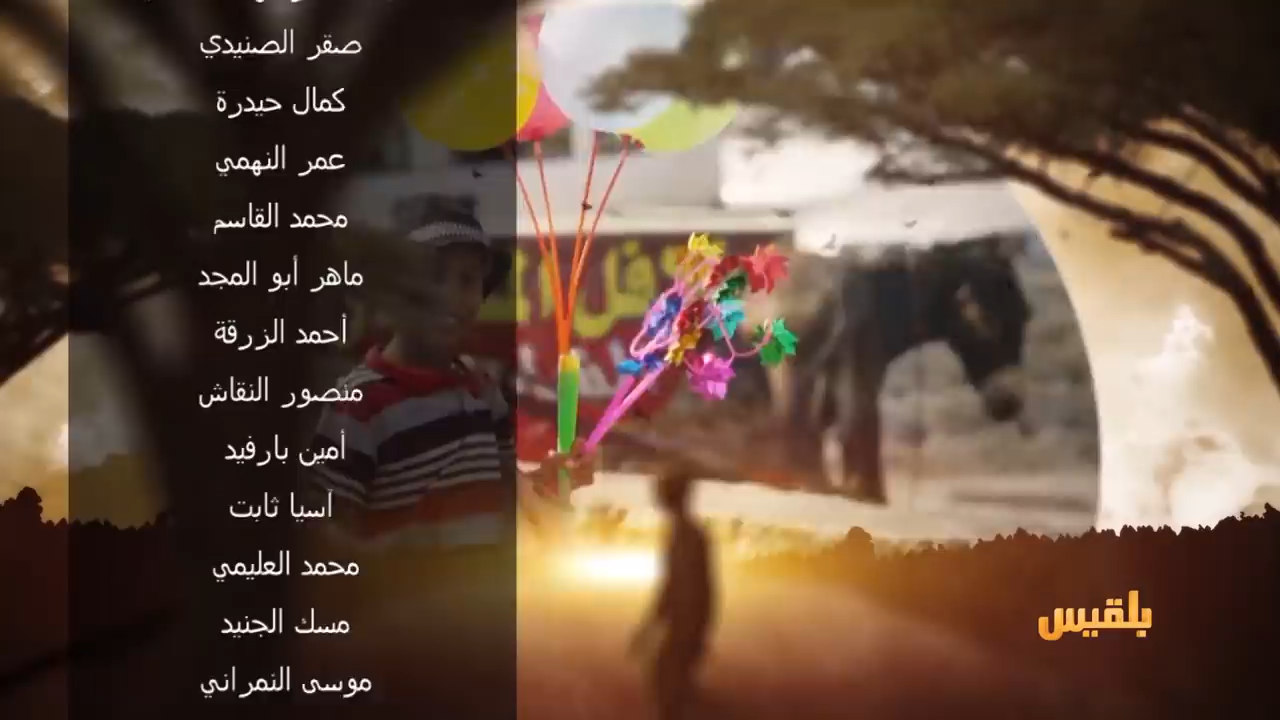 صقر الصنيدي
كمال حيدرة
عمر النهمي
محمد القاسم
ماهر أبو المجد
أحمد الزرقة
منصور النقاش
أمين بارفيد
آسيا ثابت
محمد العليمي
مسك الجنيد
موسى النمراني
بلقيس